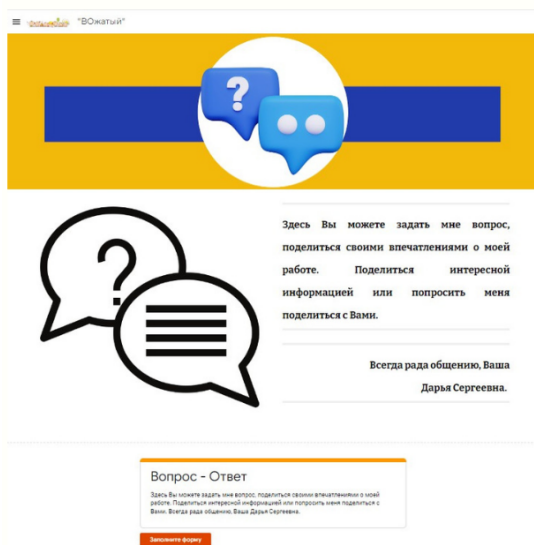 "ВОжатый"
?
?
Здесь Вы можете задать мне вопрос,
поделиться своими впечатлениями о моей
работе. Поделиться интересной
информацией или попросить меня
поделиться с Вами.
Всегда рада общению, Ваша
Дарья Сергеевна.
Вопрос - Ответ
Здесь Вы можете задать мне вопрос, поделиться своими впечатлениями о моей
работе. Поделиться интересной информацией или попросить меня поделиться с
Вами. Всегда рада общению, Ваша Дарья Сергеевна.
Заполните форму